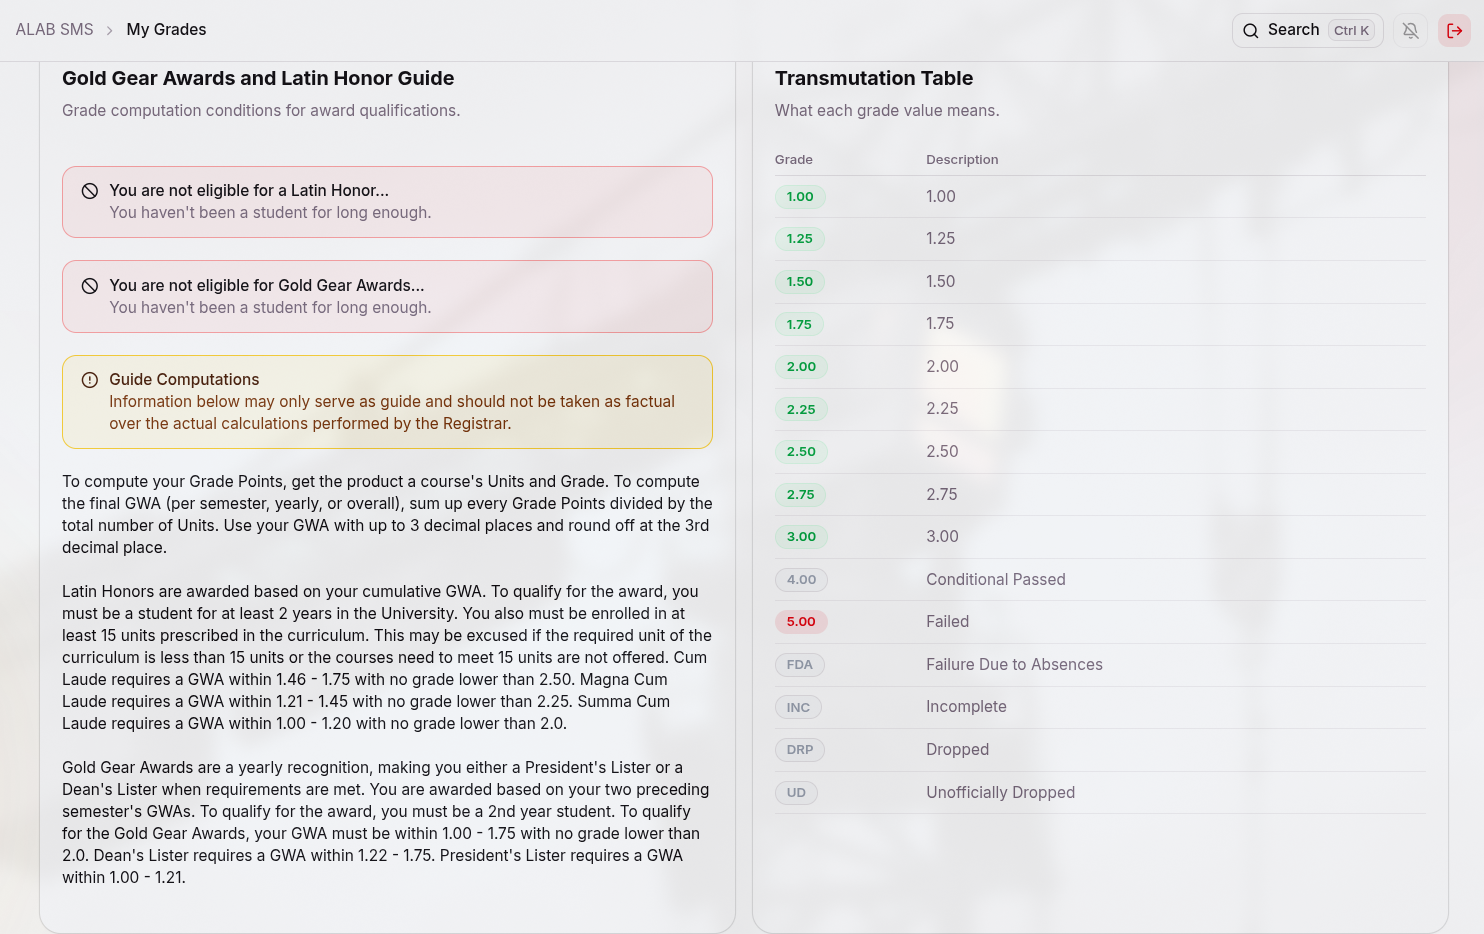 ALAB SMS > My Grades
Search Ctrl K
Gold Gear Awards and Latin Honor Guide
Grade computation conditions for award qualifications.
You are not eligible for a Latin Honor...
You haven't been a student for long enough.
You are not eligible for Gold Gear Awards...
You haven't been a student for long enough.
Guide Computations
Information below may only serve as guide and should not be taken as factual
over the actual calculations performed by the Registrar.
To compute your Grade Points, get the product a course's Units and Grade. To compute
the final GWA (per semester, yearly, or overall), sum up every Grade Points divided by the
total number of Units. Use your GWA with up to 3 decimal places and round off at the 3rd
decimal place.
Latin Honors are awarded based on your cumulative GWA. To qualify for the award, you
must be a student for at least 2 years in the University. You also must be enrolled in at
least 15 units prescribed in the curriculum. This may be excused if the required unit of the
curriculum is less than 15 units or the courses need to meet 15 units are not offered. Cum
Laude requires a GWA within 1.46 - 1.75 with no grade lower than 2.50. Magna Cum
Laude requires a GWA within 1.21 - 1.45 with no grade lower than 2.25. Summa Cum
Laude requires a GWA within 1.00 - 1.20 with no grade lower than 2.0.
Gold Gear Awards are a yearly recognition, making you either a President's Lister or a
Dean's Lister when requirements are met. You are awarded based on your two preceding
semester's GWAs. To qualify for the award, you must be a 2nd year student. To qualify
for the Gold Gear Awards, your GWA must be within 1.00 - 1.75 with no grade lower than
2.0. Dean's Lister requires a GWA within 1.22 - 1.75. President's Lister requires a GWA
within 1.00 - 1.21.
Transmutation Table
What each grade value means.
Grade Description
1.00 1.00
1.25 1.25
1.50 1.50
1.75 1.75
2.00 2.00
2.25 2.25
2.50 2.50
2.75 2.75
3.00 3.00
4.00 Conditional Passed
5.00 Failed
FDA Failure Due to Absences
INC Incomplete
DRP Dropped
UD Unofficially Dropped